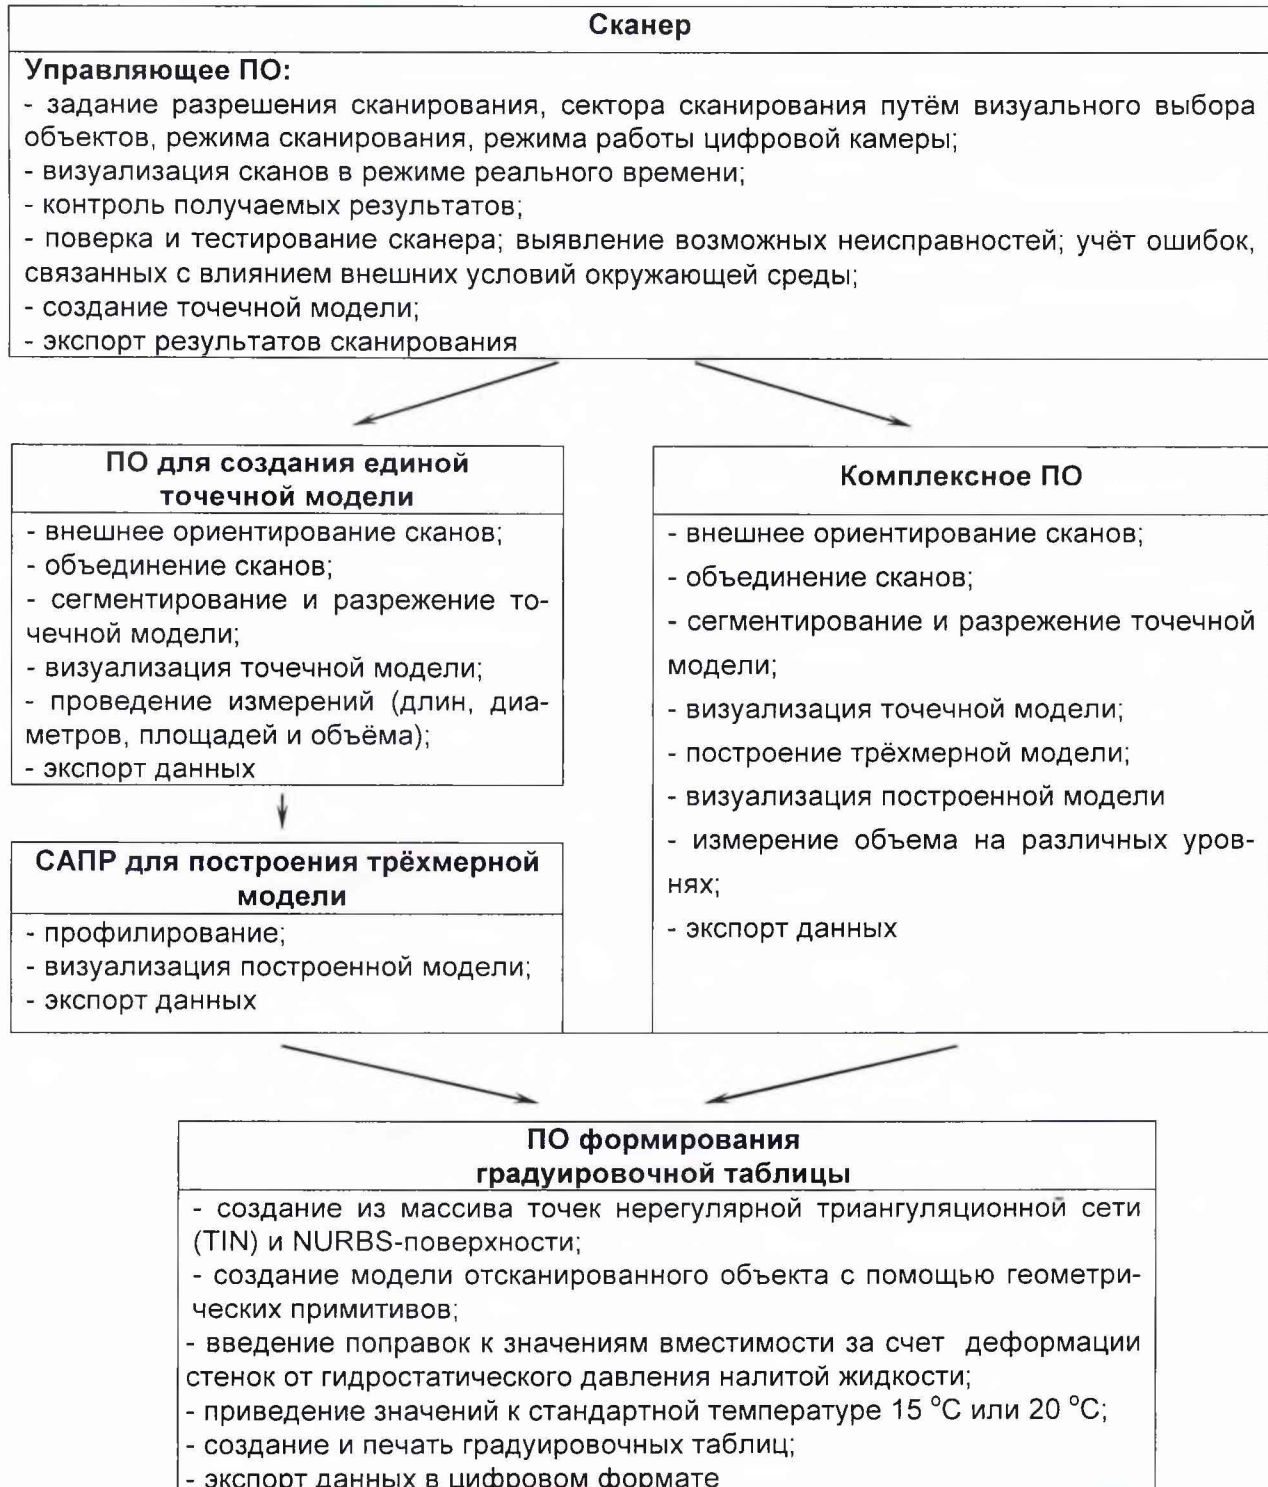 Сканер
Управляющее ПО:
- задание разрешения сканирования, сектора сканирования путём визуального выбора
объектов, режима сканирования, режима работы цифровой камеры;
- визуализация сканов в режиме реального времени;
- контроль получаемых результатов;
- поверка и тестирование сканера; выявление возможных неисправностей; учёт ошибок,
связанных с влиянием внешних условий окружающей среды;
- создание точечной модели;
- экспорт результатов сканирования
ПО для создания единой
точечной модели
- внешнее ориентирование сканов;
- объединение сканов;
- сегментирование и разрежение то-
чечной модели;
- визуализация точечной модели;
- проведение измерений (длин, диа-
метров, площадей и объёма);
- экспорт данных
САПР для построения трёхмерной
модели
- профилирование;
- визуализация построенной модели;
- экспорт данных
Комплексное ПО
- внешнее ориентирование сканов;
- объединение сканов;
- сегментирование и разрежение точечной
модели;
- визуализация точечной модели;
- построение трёхмерной модели;
- визуализация построенной модели
- измерение объема на различных уров-
нях;
- экспорт данных
ПО формирования
градуировочной таблицы
- создание из массива точек нерегулярной триангуляционной сети
(TIN) и NURBS-поверхности;
- создание модели отсканированного объекта с помощью геометри-
ческих примитивов;
- введение поправок к значениям вместимости за счет деформации
стенок от гидростатического давления налитой жидкости;
- приведение значений к стандартной температуре 15 °С или 20 °С;
- создание и печать градуировочных таблиц;
- экспорт данных в цифровом формате